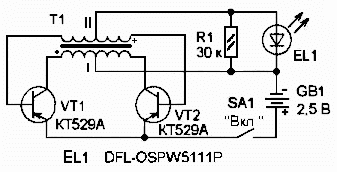 T1
II
I
+
R1
30 к
EL1
VT1
КТ529А
VT2
КТ529А
SA1
"Вкл"
GB1
2,5 В
+
EL1 DFL-OSPW5111P